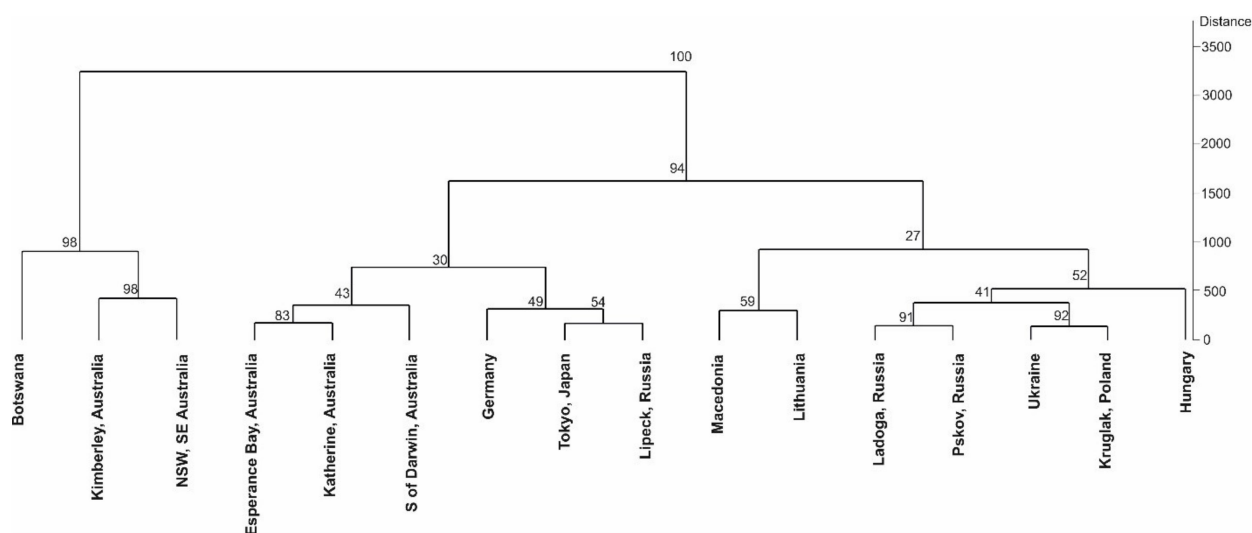 Distance
3500
100
3000
2000
94
1500
27
98
1000
30
52
98
43
41
500
83
49
54
59
91
92
0
Botswana
Kimberley, Australia
NSW, SE Australia
Esperance Bay, Australia
Katherine, Australia
S of Darwin, Australia
Germany
Tokyo, Japan
Lipeck, Russia
Macedonia
Lithuania
Ladoga, Russia
Pskov, Russia
Ukraine
Kruglak, Poland
Hungary